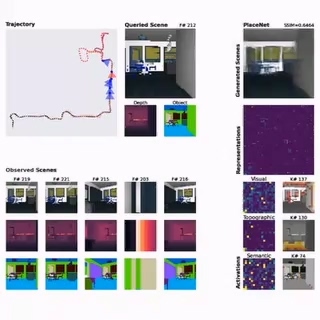 Trajectory
Queried Scene F# 212
Depth
Object
PlaceNet SSIM=0.6464
Generated Scenes
Representations
Observed Scenes
F# 219 F# 221 F# 215 F# 203 F# 218
Visual K# 137
Topographic K# 130
Semantic K# 74
Activations